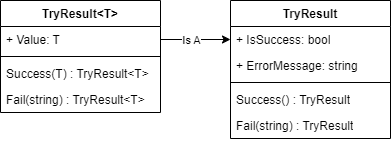 TryResult<T>
+ Value: T
Success(T) : TryResult<T>
Fail(string) : TryResult<T>
Is A
TryResult
+ IsSuccess: bool
+ ErrorMessage: string
Success() : TryResult
Fail(string) : TryResult